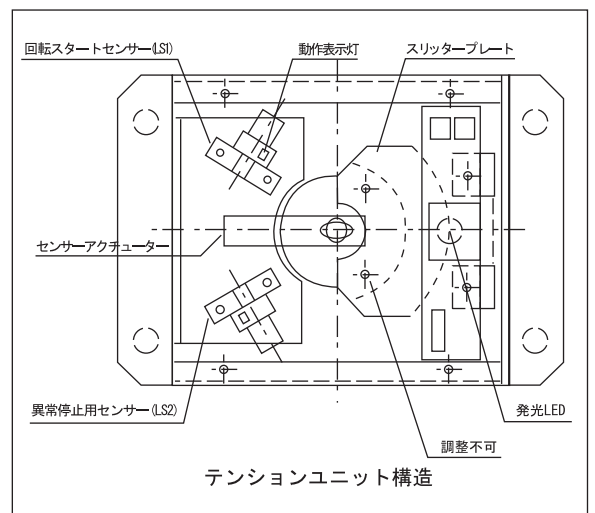 回転スタートセンサー(LS1)
動作表示灯
スリッタープレート
センサーアクチューター
異常停止用センサー(LS2)
発光LED
調整不可
テンションユニット構造